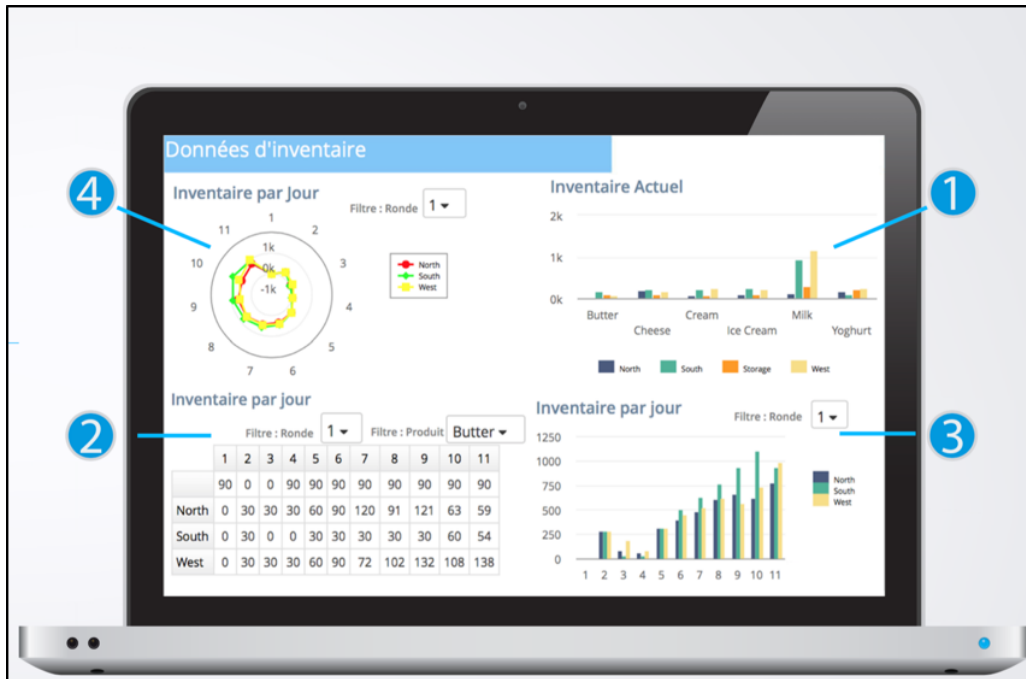 Données d'inventaire
4
Inventaire par Jour
Filtre : Ronde 1
1
2
3
4
5
6
7
8
9
10
11
1k
0k
-1k
North
South
West
Inventaire Actuel
1
2k
1k
0k
Butter
Cheese
Cream
Ice Cream
Milk
Yoghurt
North South Storage West
2
Inventaire par jour
Filtre : Ronde 1 Filtre : Produit Butter
1 2 3 4 5 6 7 8 9 10 11
90 0 0 90 90 90 90 90 90 90 90
North 0 30 30 30 60 90 120 91 121 63 59
South 0 30 0 0 30 30 30 30 30 60 54
West 0 30 30 30 60 90 72 102 132 108 138
Inventaire par jour
Filtre : Ronde 1
3
1250
1000
750
500
250
0
1 2 3 4 5 6 7 8 9 10 11
North
South
West